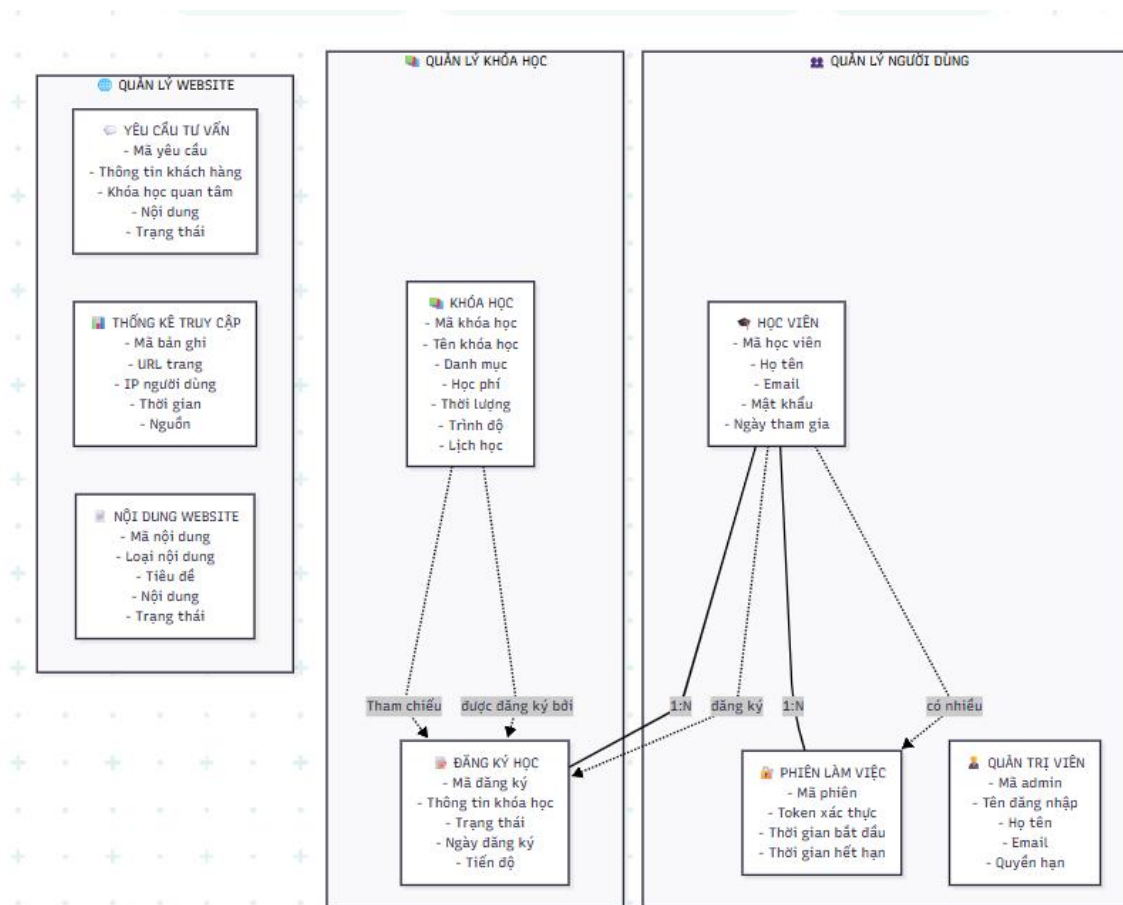 QUẢN LÝ WEBSITE
YÊU CẦU TƯ VẤN
- Mã yêu cầu
- Thông tin khách hàng
- Khóa học quan tâm
- Nội dung
- Trạng thái
THỐNG KÊ TRUY CẬP
- Mã bản ghi
- URL trang
- IP người dùng
- Thời gian
- Nguồn
NỘI DUNG WEBSITE
- Mã nội dung
- Loại nội dung
- Tiêu đề
- Nội dung
- Trạng thái
QUẢN LÝ KHÓA HỌC
KHÓA HỌC
- Mã khóa học
- Tên khóa học
- Danh mục
- Học phí
- Thời lượng
- Trình độ
- Lịch học
Tham chiếu
được đăng ký bởi
ĐĂNG KÝ HỌC
- Mã đăng ký
- Thông tin khóa học
- Trạng thái
- Ngày đăng ký
- Tiến độ
QUẢN LÝ NGƯỜI DÙNG
HỌC VIÊN
- Mã học viên
- Họ tên
- Email
- Mật khẩu
- Ngày tham gia
1:N
đăng ký
1:N
có nhiều
PHIÊN LÀM VIỆC
- Mã phiên
- Token xác thực
- Thời gian bắt đầu
- Thời gian hết hạn
QUẢN TRỊ VIÊN
- Mã admin
- Tên đăng nhập
- Họ tên
- Email
- Quyền hạn